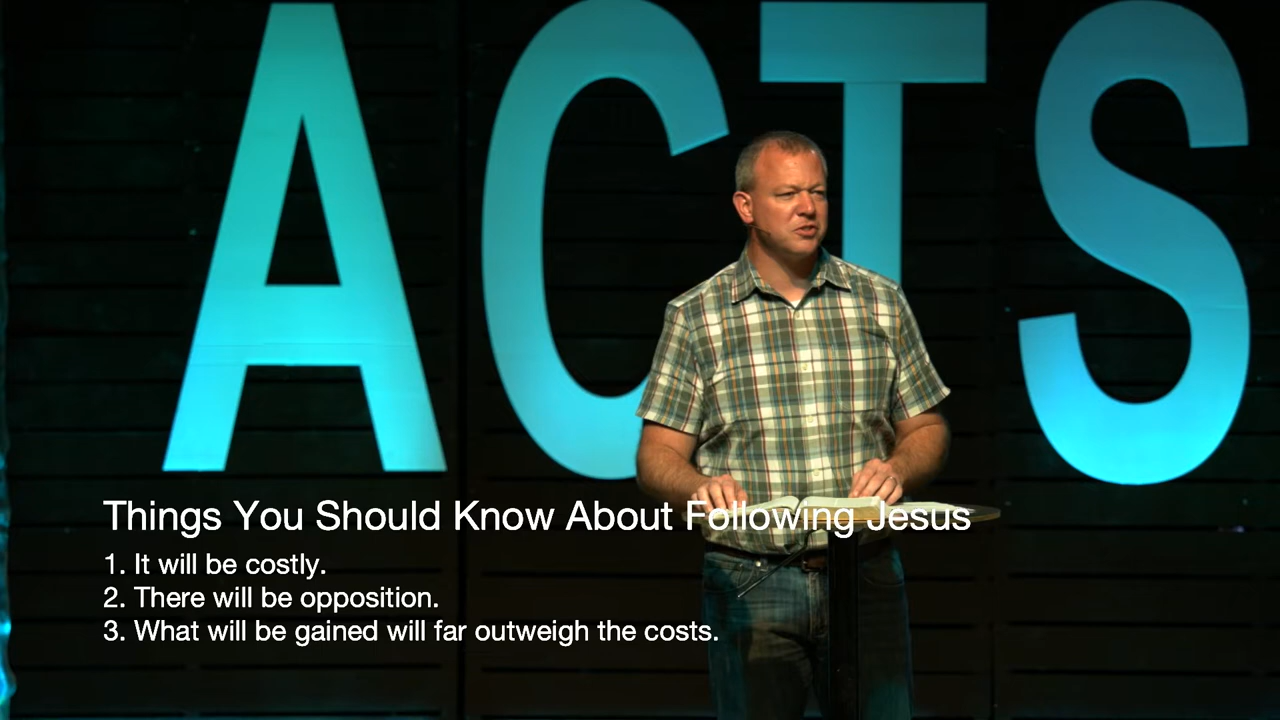 ACTS
Things You Should Know About Following Jesus
1. It will be costly.
2. There will be opposition.
3. What will be gained will far outweigh the costs.